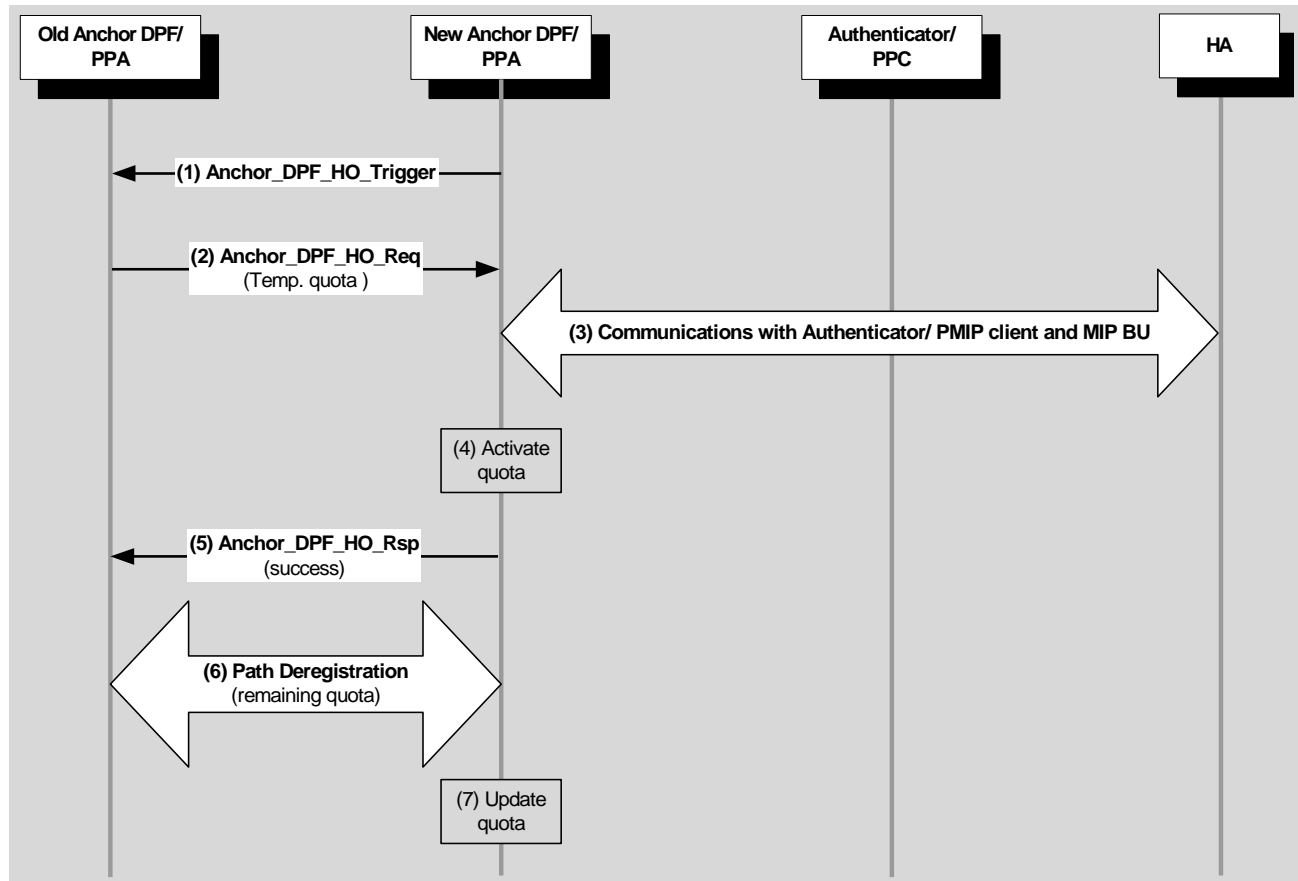 Old Anchor DPF/
PPA
New Anchor DPF/
PPA
Authenticator/
PPC
HA
(1) Anchor_DPF_HO_Trigger
(2) Anchor_DPF_HO_Req
(Temp. quota )
(3) Communications with Authenticator/ PMIP client and MIP BU
(4) Activate
quota
(5) Anchor_DPF_HO_Rsp
(success)
(6) Path Deregistration
(remaining quota)
(7) Update
quota